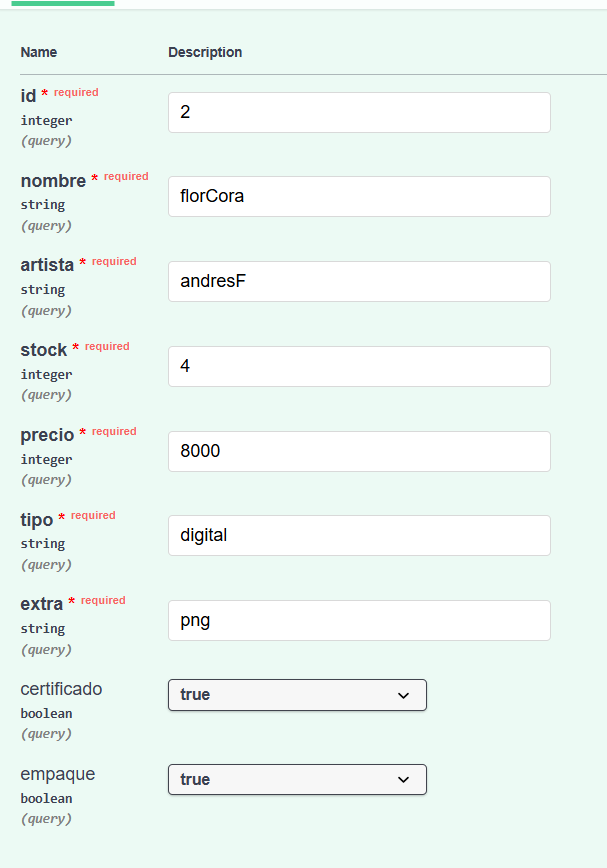 Name Description
id * required
integer
(query)
2
nombre * required
string
(query)
florCora
artista * required
string
(query)
andresF
stock * required
integer
(query)
4
precio * required
integer
(query)
8000
tipo * required
string
(query)
digital
extra * required
string
(query)
png
certificado
boolean
(query)
true
empaque
boolean
(query)
true